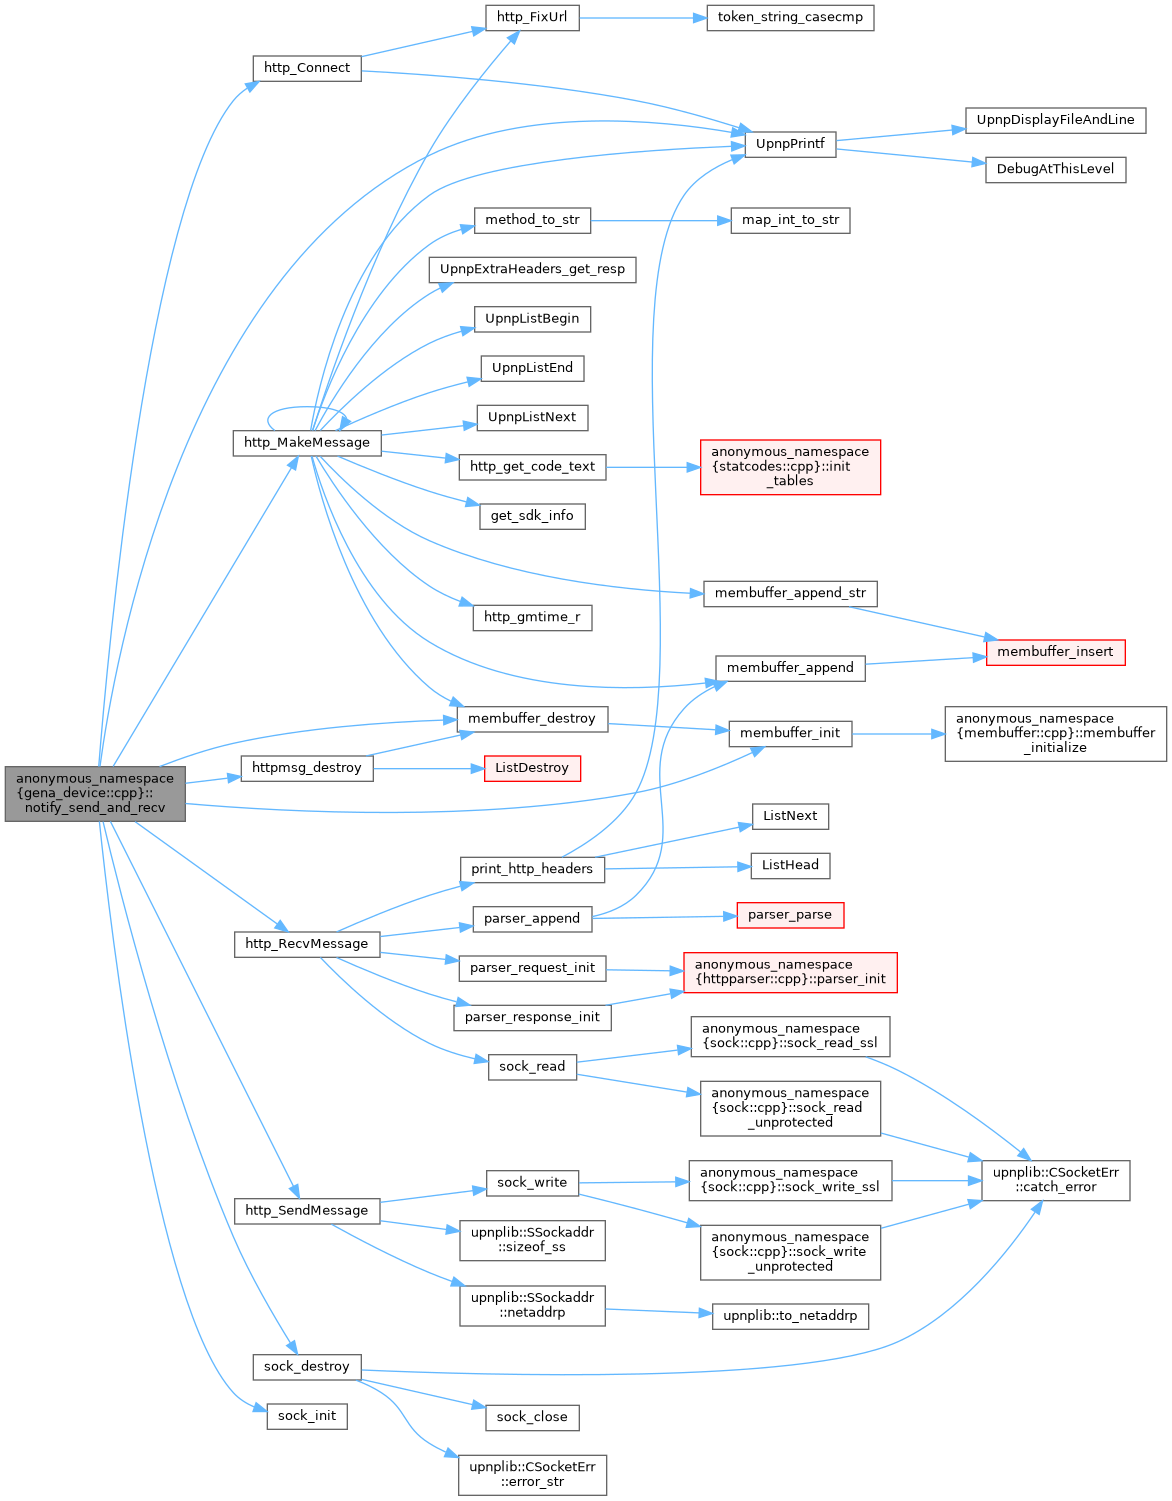 http_FixUrl
token_string_casecmp
http_Connect
UpnpDisplayFileAndLine
UpnpPrintf
DebugAtThisLevel
method_to_str
map_int_to_str
UpnpExtraHeaders_get_resp
UpnpListBegin
UpnpListEnd
UpnpListNext
http_MakeMessage
http_get_code_text
anonymous_namespace
{statcodes::cpp}::init
_tables
get_sdk_info
membuffer_append_str
http_gmtime_r
membuffer_insert
membuffer_append
membuffer_destroy
membuffer_init
anonymous_namespace
{membuffer::cpp}::membuffer
_initialize
httpmsg_destroy
ListDestroy
anonymous_namespace
{gena_device::cpp}::
notify_send_and_recv
ListNext
print_http_headers
ListHead
parser_append
parser_parse
http_RecvMessage
parser_request_init
anonymous_namespace
{httpparser::cpp}::parser_init
parser_response_init
anonymous_namespace
{sock::cpp}::sock_read_ssl
sock_read
anonymous_namespace
{sock::cpp}::sock_read
_unprotected
sock_write
anonymous_namespace
{sock::cpp}::sock_write_ssl
upnplib::CSocketErr
::catch_error
http_SendMessage
upnplib::SSockaddr
::sizeof_ss
anonymous_namespace
{sock::cpp}::sock_write
_unprotected
upnplib::SSockaddr
::netaddrp
upnplib::to_netaddrp
sock_destroy
sock_init
sock_close
upnplib::CSocketErr
::error_str